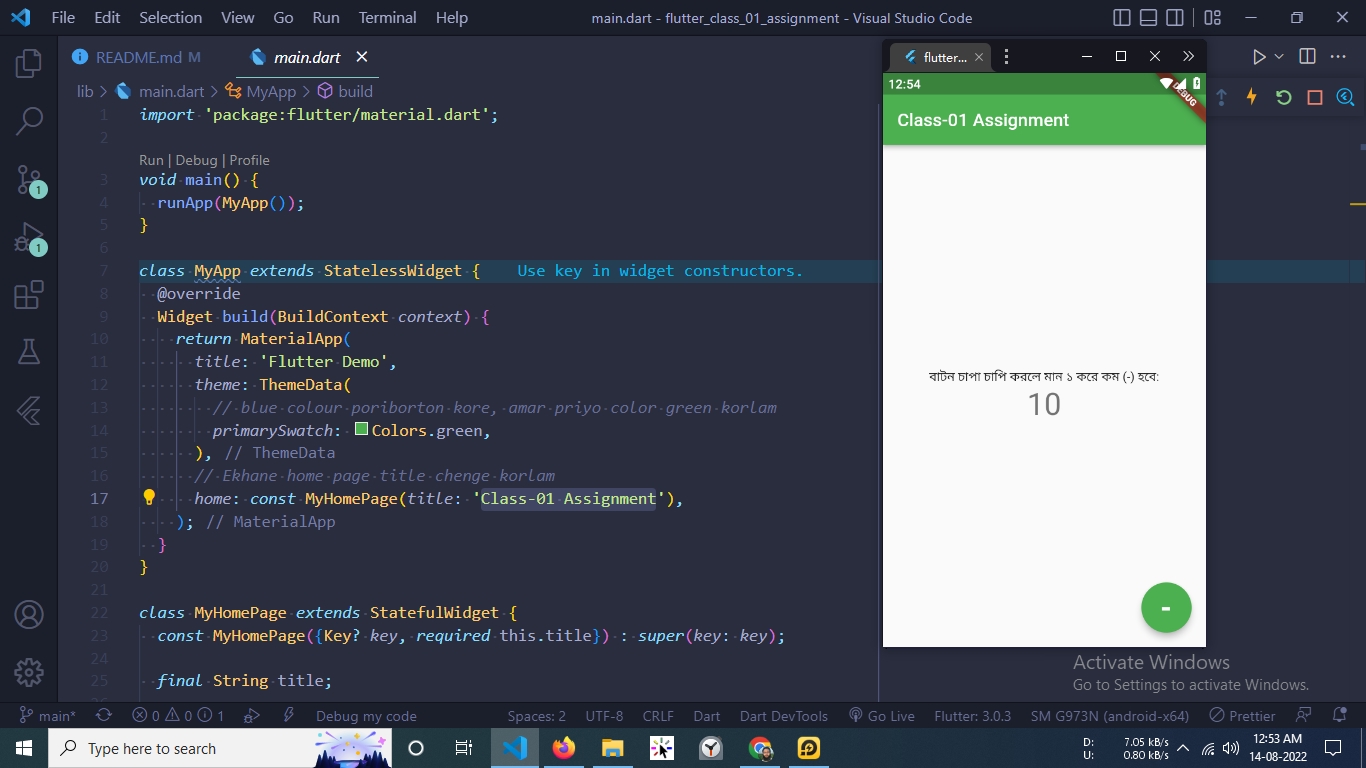 File Edit Selection View Go Run Terminal Help
main.dart - flutter_class_01_assignment - Visual Studio Code
README.md M
main.dart
lib > main.dart > MyApp > build
1 import 'package:flutter/material.dart';
2
Run | Debug | Profile
3 void main() {
4 runApp(MyApp());
5 }
6
7 class MyApp extends StatelessWidget { Use key in widget constructors.
8 @override
9 Widget build(BuildContext context) {
10 return MaterialApp(
11 title: 'Flutter Demo',
12 theme: ThemeData(
13 // blue colour poriborton kore, amar priyo color green korlam
14 primarySwatch: Colors.green,
15 ), // ThemeData
16 // Ekhane home page title chenge korlam
17 home: const MyHomePage(title: 'Class-01 Assignment'),
18 ); // MaterialApp
19 }
20 }
21
22 class MyHomePage extends StatefulWidget {
23 const MyHomePage({Key? key, required this.title}) : super(key: key);
24
25 final String title;
flutter...
12:54
DEBUG
Class-01 Assignment
বাটন চাপা চাপি করলে মান ১ করে কম (-) হবে:
10
-
1
1
Activate Windows
Go to Settings to activate Windows.
main* 0 0 1 Debug my code Spaces: 2 UTF-8 CRLF Dart Dart DevTools Go Live Flutter: 3.0.3 SM G973N (android-x64) Prettier
Type here to search
D: 7.05 kB/s
U: 0.80 kB/s
12:53 AM
14-08-2022